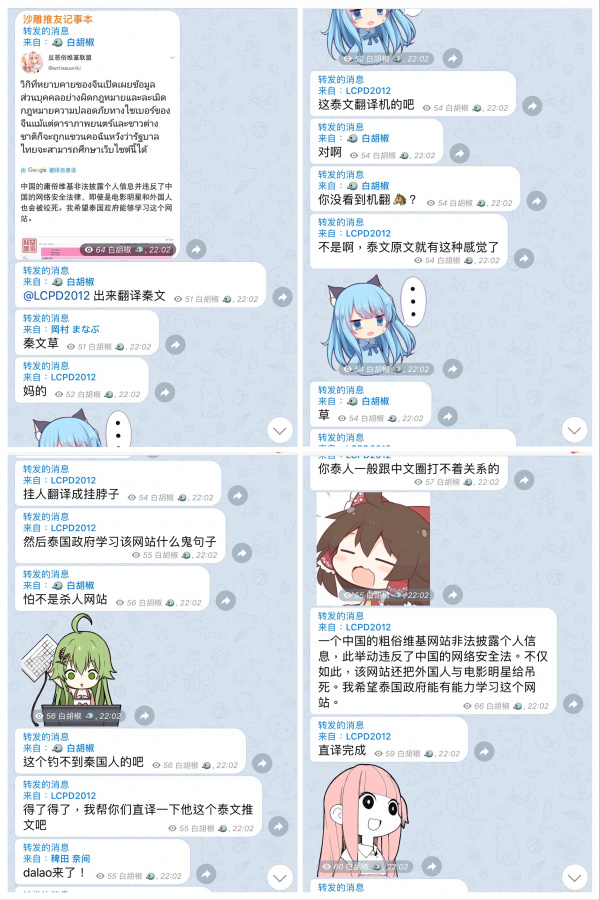 沙雕推友记事本
转发的消息
来自：白胡椒
反恶俗维基联盟
@antiesuwiki
วิกิที่หยาบคายของจีนเปิดเผยข้อมูล
ส่วนบุคคลอย่างผิดกฎหมายและละเมิด
กฎหมายความปลอดภัยทางไซเบอร์ของ
จีนแม้แต่ดาราภาพยนตร์และชาวต่าง
ชาติก็จะถูกแขวนคอฉันหวังว่ารัฐบาล
ไทยจะสามารถศึกษาเว็บไซต์นี้ได้
由 Google 翻译自泰语
中国的庸俗维基非法披露个人信息并违反了中
国的网络安全法律，即使是电影明星和外国人
也会被绞死。我希望泰国政府能够学习这个网
站。
64 白胡椒, 22:02
转发的消息
来自：白胡椒
@LCPD2012 出来翻译秦文
51 白胡椒, 22:02
转发的消息
来自：岡村 まなぶ
秦文草
51 白胡椒, 22:02
转发的消息
来自：LCPD2012
妈的
52 白胡椒, 22:02
52 白胡椒, 22:02
转发的消息
来自：LCPD2012
这泰文翻译机的吧
54 白胡椒, 22:02
转发的消息
来自：白胡椒
对啊
54 白胡椒, 22:02
转发的消息
来自：白胡椒
你没看到机翻🐴？
54 白胡椒, 22:02
转发的消息
来自：LCPD2012
不是啊，泰文原文就有这种感觉了
54 白胡椒, 22:02
54 白胡椒, 22:02
转发的消息
来自：白胡椒
草
54 白胡椒, 22:02
转发的消息
转发的消息
来自：LCPD2012
挂人翻译成挂脖子
54 白胡椒, 22:02
转发的消息
来自：LCPD2012
然后泰国政府学习该网站什么鬼句子
55 白胡椒, 22:02
转发的消息
来自：LCPD2012
怕不是杀人网站
56 白胡椒, 22:02
56 白胡椒, 22:02
转发的消息
来自：白胡椒
这个钓不到秦国人的吧
56 白胡椒, 22:02
转发的消息
来自：LCPD2012
得了得了，我帮你们直译一下他这个泰文推
文吧
55 白胡椒, 22:02
转发的消息
来自：稗田 奈间
dalao来了！
55 白胡椒, 22:02
转发的消息
你泰人一般跟中文圈打不着关系的
57 白胡椒, 22:02
55 白胡椒, 22:02
转发的消息
来自：LCPD2012
一个中国的粗俗维基网站非法披露个人信
息，此举动违反了中国的网络安全法。不仅
如此，该网站还把外国人与电影明星给吊
死。我希望泰国政府能有能力学习这个网
站。
66 白胡椒, 22:02
转发的消息
来自：LCPD2012
直译完成
59 白胡椒, 22:02
60 白胡椒, 22:02
转发的消息